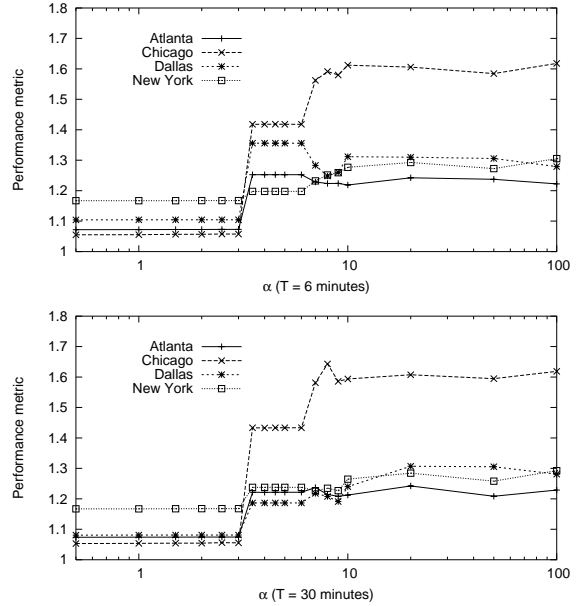 1.8
1.7
1.6
1.5
1.4
1.3
1.2
1.1
1
Performance metric
Atlanta
Chicago
Dallas
New York
1
10
100
α (T = 6 minutes)
1.8
1.7
1.6
1.5
1.4
1.3
1.2
1.1
1
Performance metric
Atlanta
Chicago
Dallas
New York
1
10
100
α (T = 30 minutes)